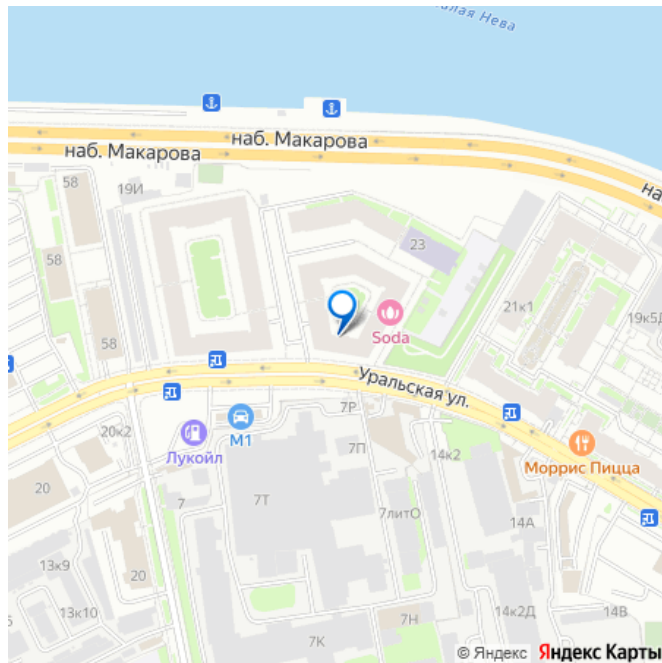 алая Нева
наб. Макарова
наб. Макарова
на
19И
58
58
58
23
21к1
19к5Д
Soda
Уральская ул.
7Р
М1
Лукойл
20к2
20
7
7Т
7П
14к2
7литО
Моррис Пицца
14А
13к9
20
13к10
7Н
14к2Д
14В
7К
© Яндекс
Яндекс Карты